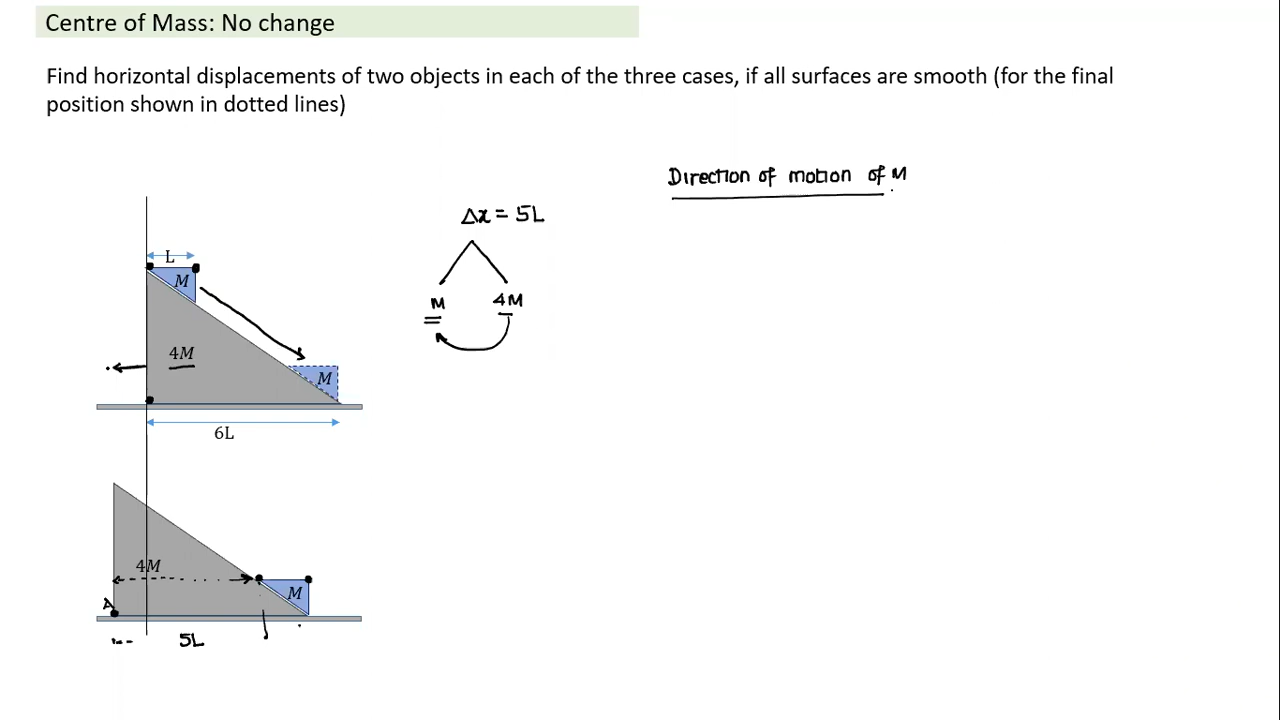 Centre of Mass: No change
Find horizontal displacements of two objects in each of the three cases, if all surfaces are smooth (for the final
position shown in dotted lines)
Direction of motion of M
Δx = 5L
L
M
M 4M
4M
M
6L
4M
M
A
5L